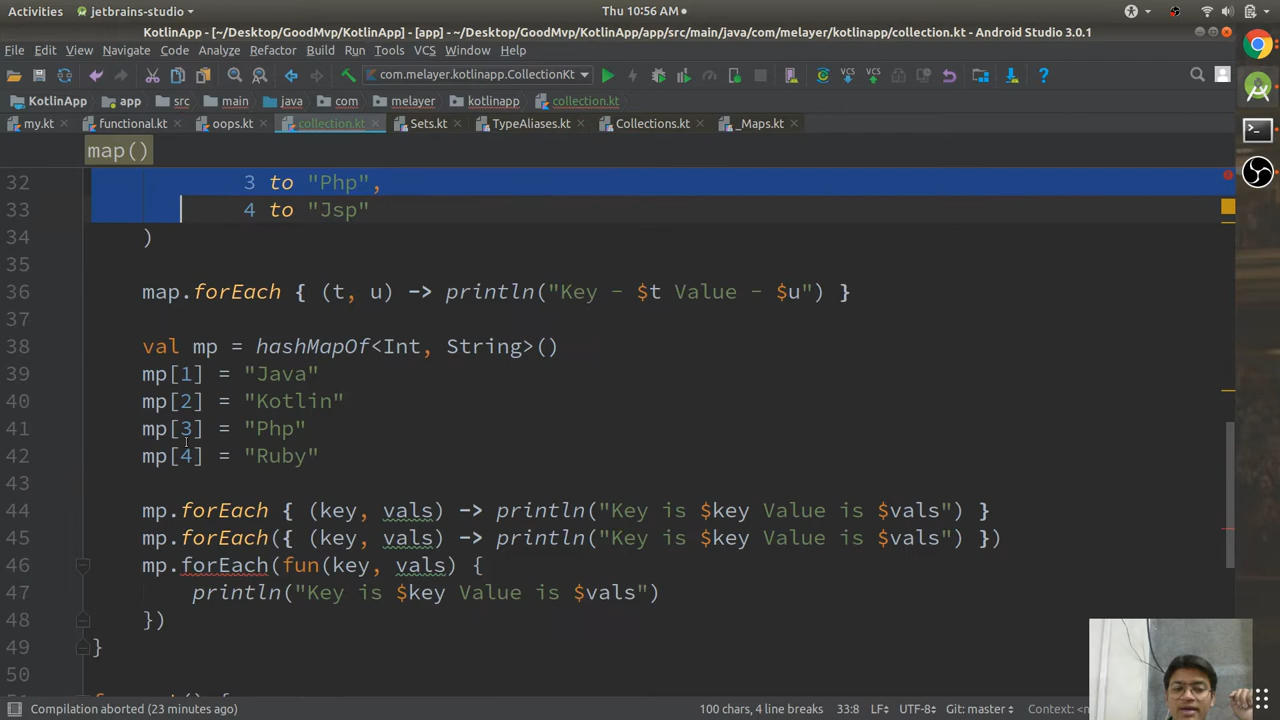 Activities
jetbrains-studio
Thu 10:56 AM
KotlinApp - [~/Desktop/GoodMvp/KotlinApp] - [app] - ~/Desktop/GoodMvp/KotlinApp/app/src/main/java/com/melayer/kotlinapp/collection.kt - Android Studio 3.0.1
File Edit View Navigate Code Analyze Refactor Build Run Tools VCS Window Help
com.melayer.kotlinapp.CollectionKt
VCS VCS
KotlinApp app src main java com melayer kotlinapp collection.kt
my.kt functional.kt oops.kt collection.kt Sets.kt TypeAliases.kt Collections.kt _Maps.kt
map()
32 3 to "Php",
33 4 to "Jsp"
34 )
35
36 map.forEach { (t, u) -> println("Key - $t Value - $u") }
37
38 val mp = hashMapOf<Int, String>()
39 mp[1] = "Java"
40 mp[2] = "Kotlin"
41 mp[3] = "Php"
42 mp[4] = "Ruby"
43
44 mp.forEach { (key, vals) -> println("Key is $key Value is $vals") }
45 mp.forEach({ (key, vals) -> println("Key is $key Value is $vals") })
46 mp.forEach(fun(key, vals) {
47 println("Key is $key Value is $vals")
48 })
49 }
50
Compilation aborted (23 minutes ago)
100 chars, 4 line breaks 33:8 LF÷ UTF-8÷ Git: master÷ Context: